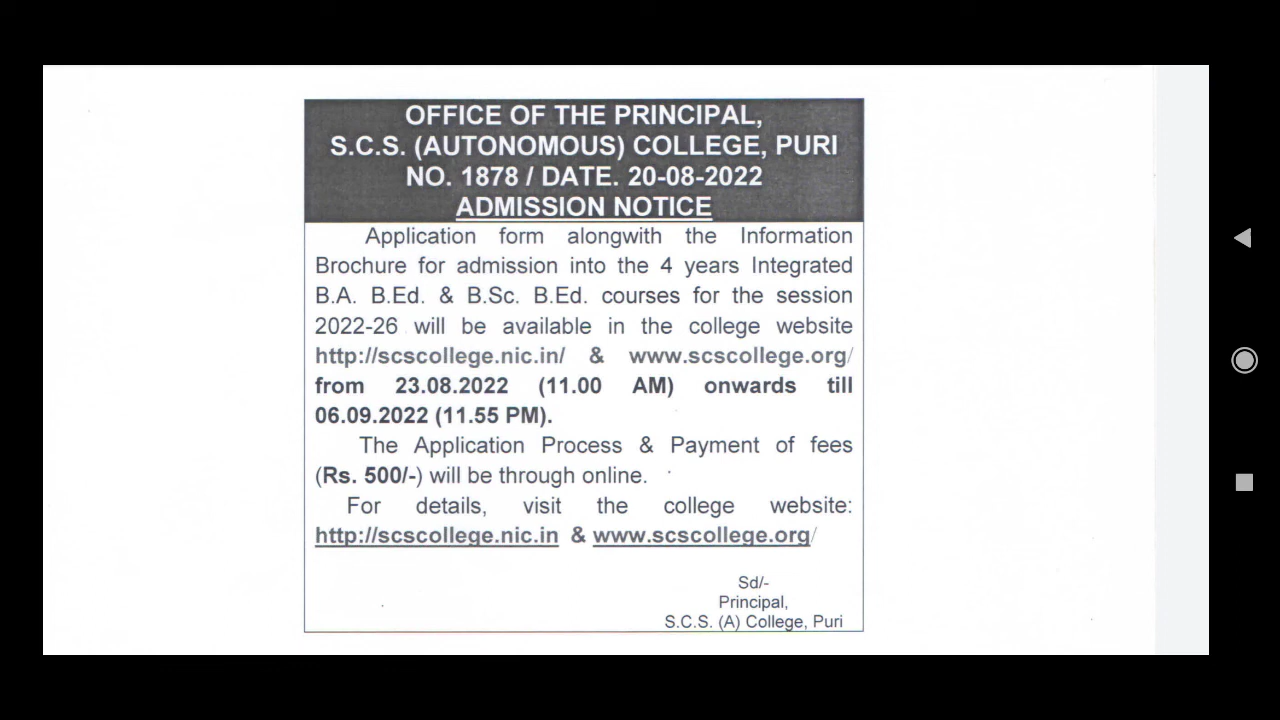 OFFICE OF THE PRINCIPAL,
S.C.S. (AUTONOMOUS) COLLEGE, PURI
NO. 1878 / DATE. 20-08-2022
ADMISSION NOTICE
Application form alongwith the Information
Brochure for admission into the 4 years Integrated
B.A. B.Ed. & B.Sc. B.Ed. courses for the session
2022-26 will be available in the college website
http://scscollege.nic.in/ & www.scscollege.org/
from 23.08.2022 (11.00 AM) onwards till
06.09.2022 (11.55 PM).
The Application Process & Payment of fees
(Rs. 500/-) will be through online.
For details, visit the college website:
http://scscollege.nic.in & www.scscollege.org/
Sd/-
Principal,
S.C.S. (A) College, Puri